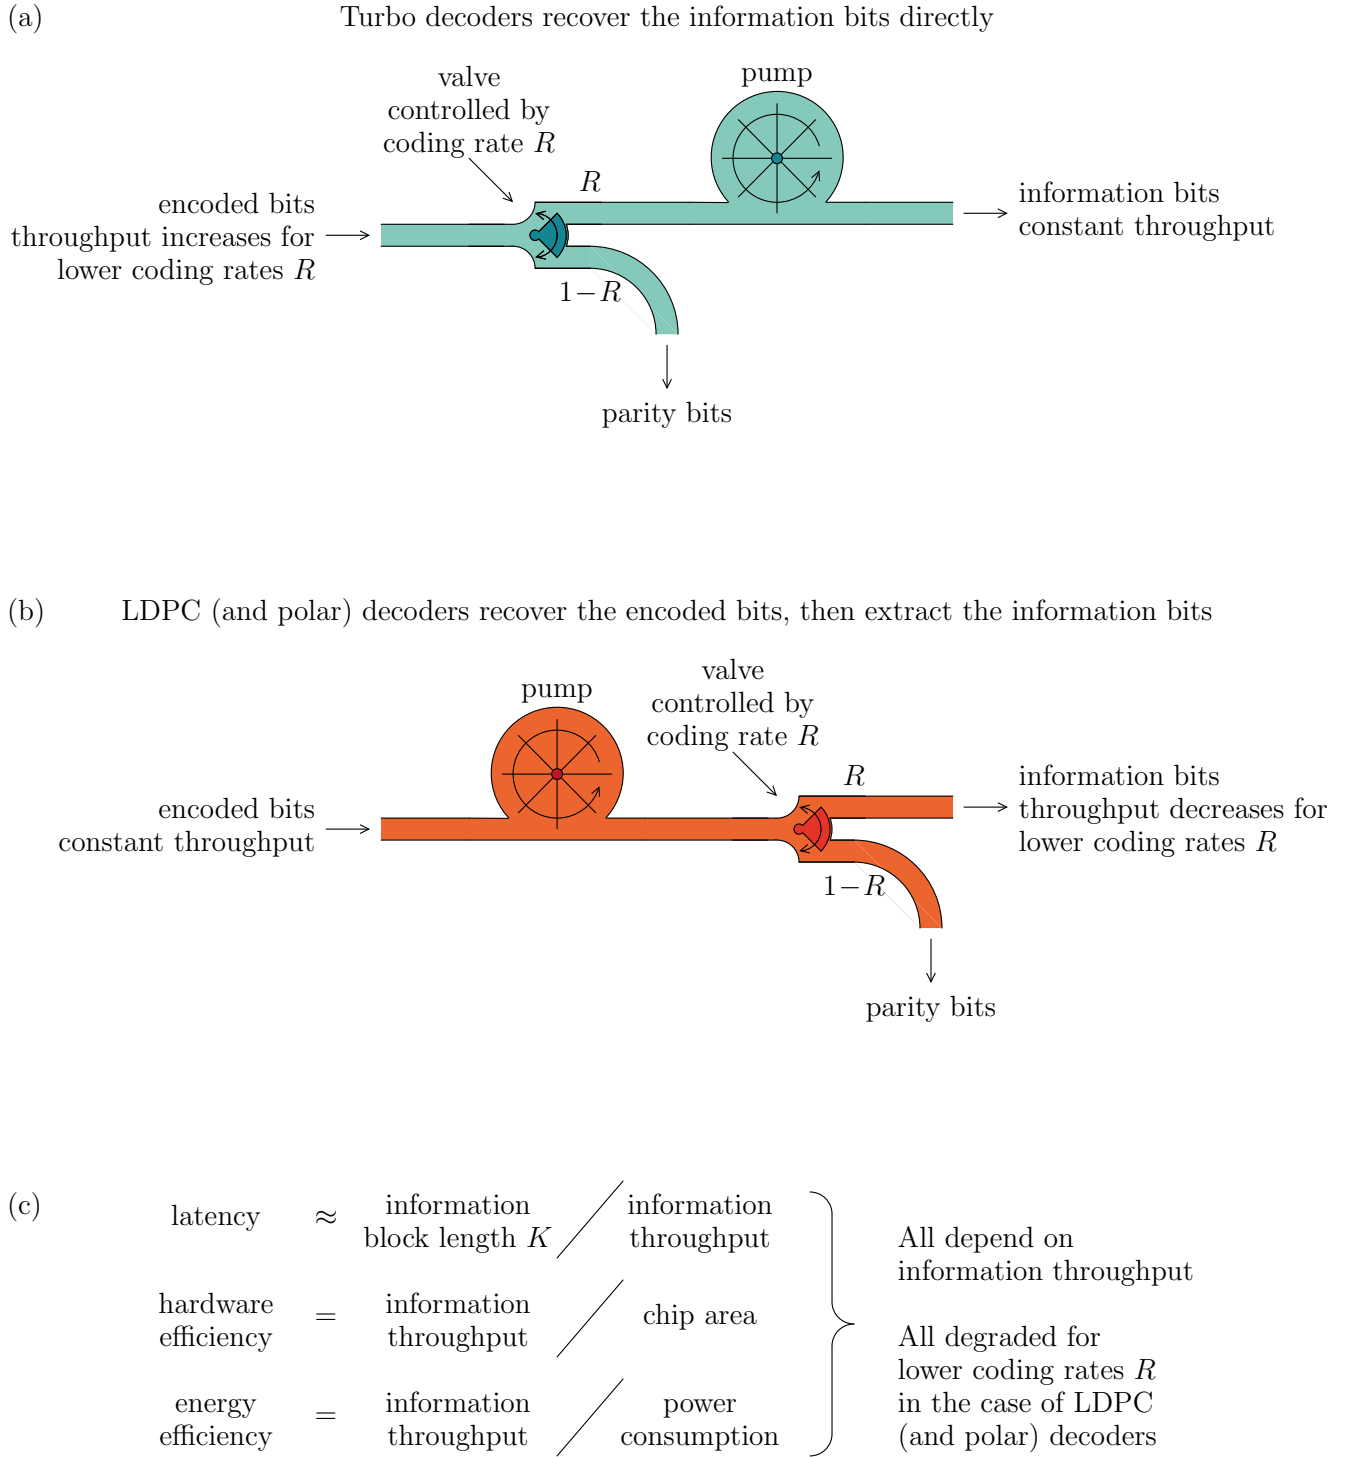 (a)
Turbo decoders recover the information bits directly
valve
controlled by
coding rate R
pump
R
encoded bits
throughput increases for
lower coding rates R
information bits
constant throughput
1−R
parity bits
(b)
LDPC (and polar) decoders recover the encoded bits, then extract the information bits
pump
valve
controlled by
coding rate R
R
encoded bits
constant throughput
information bits
throughput decreases for
lower coding rates R
1−R
parity bits
(c)
latency ≈ information block length K / information throughput
hardware efficiency = information throughput / chip area
energy efficiency = information throughput / power consumption
All depend on
information throughput
All degraded for
lower coding rates R
in the case of LDPC
(and polar) decoders